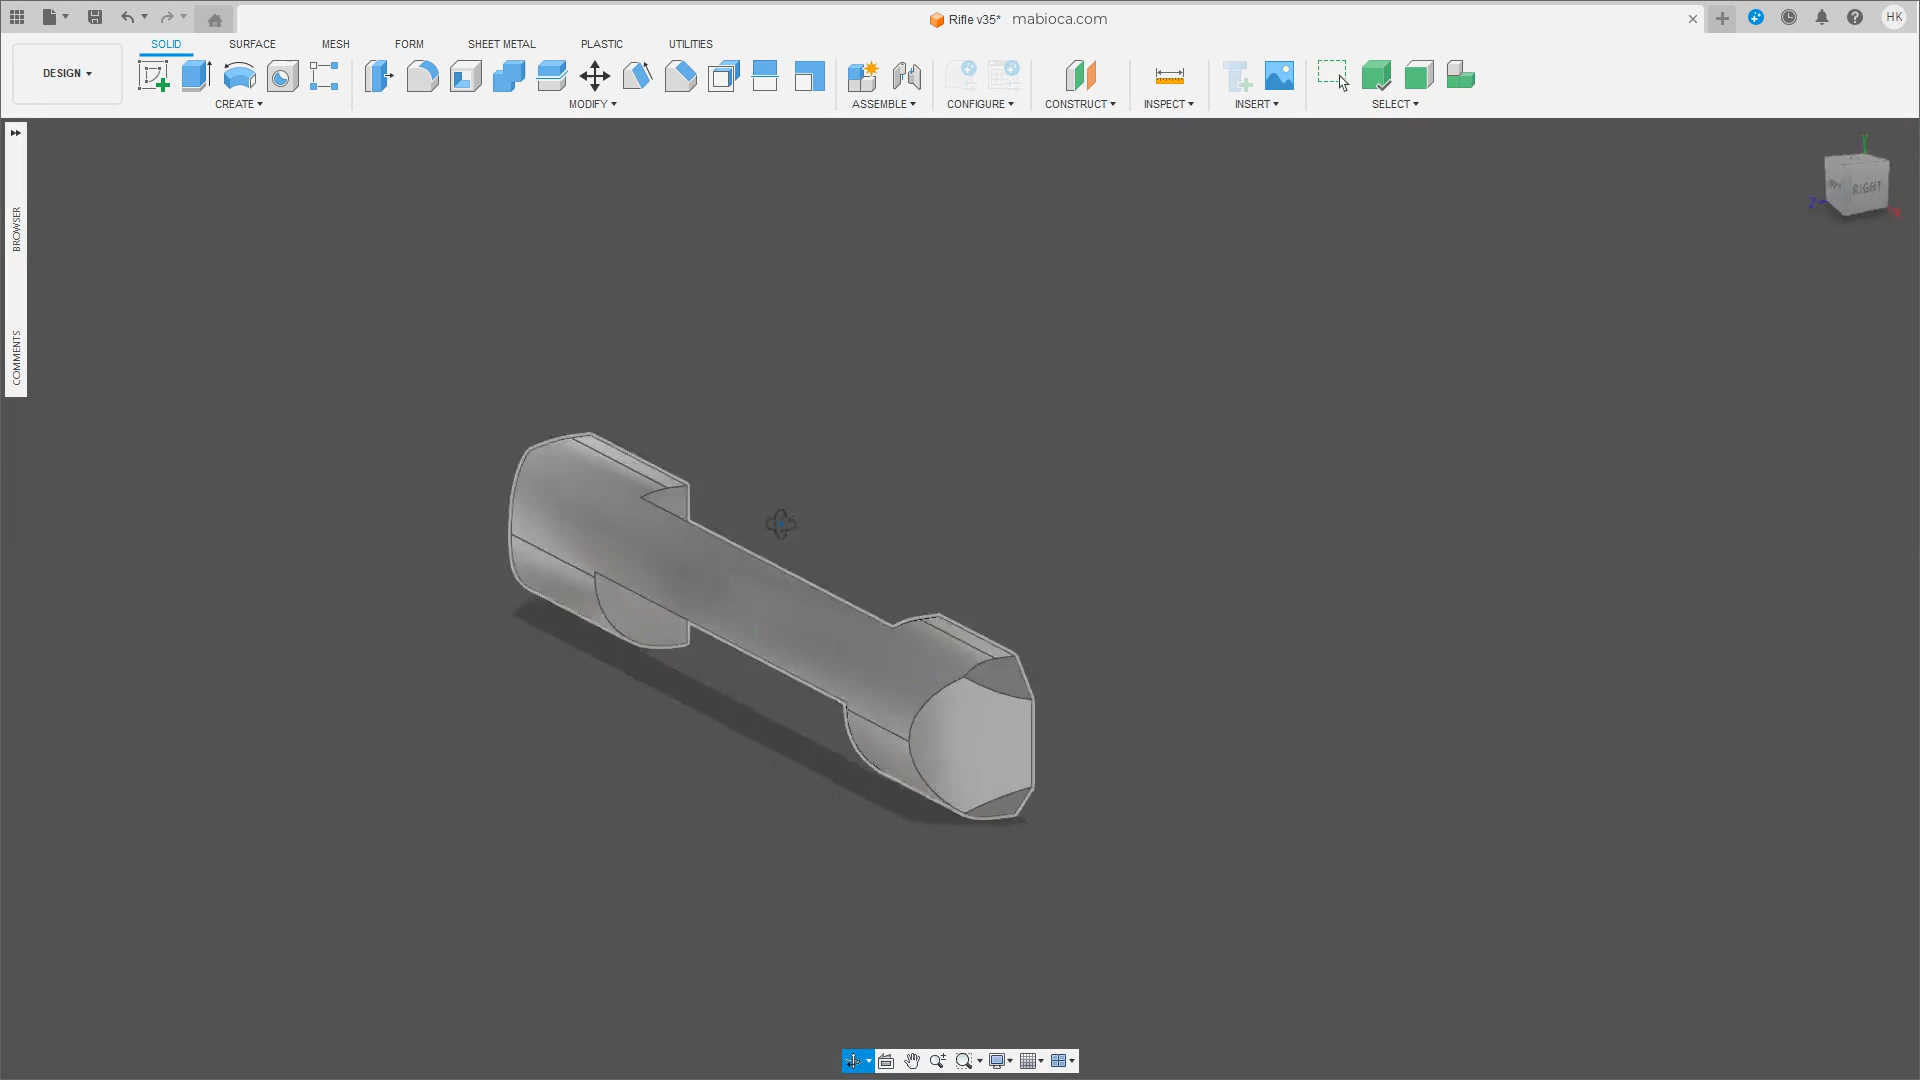 Rifle v35* mabioca.com
HK
SOLID SURFACE MESH FORM SHEET METAL PLASTIC UTILITIES
DESIGN
CREATE MODIFY ASSEMBLE CONFIGURE CONSTRUCT INSPECT INSERT SELECT
BROWSER
COMMENTS
Y
RIGHT
Z
X